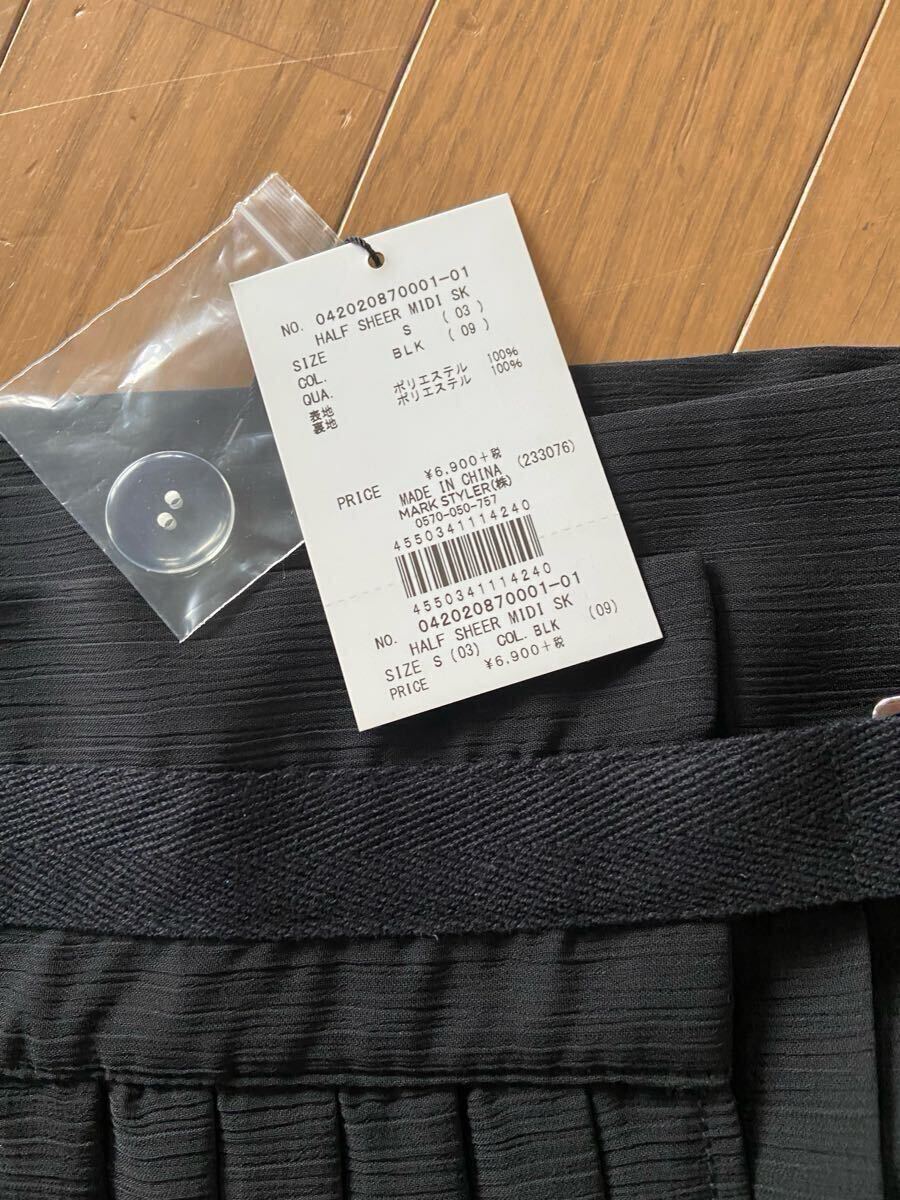 NO. 042020870001-01
HALF SHEER MIDI SK
SIZE S (03)
COL. BLK (09)
QUA.
表地 ポリエステル 100%
裏地 ポリエステル 100%
PRICE ¥6,900+税
MADE IN CHINA (233076)
MARK STYLER(株)
0570-050-757
4550341114240
4550341114240
NO. 042020870001-01
HALF SHEER MIDI SK
SIZE S (03) COL. BLK (09)
PRICE ¥6,900+税